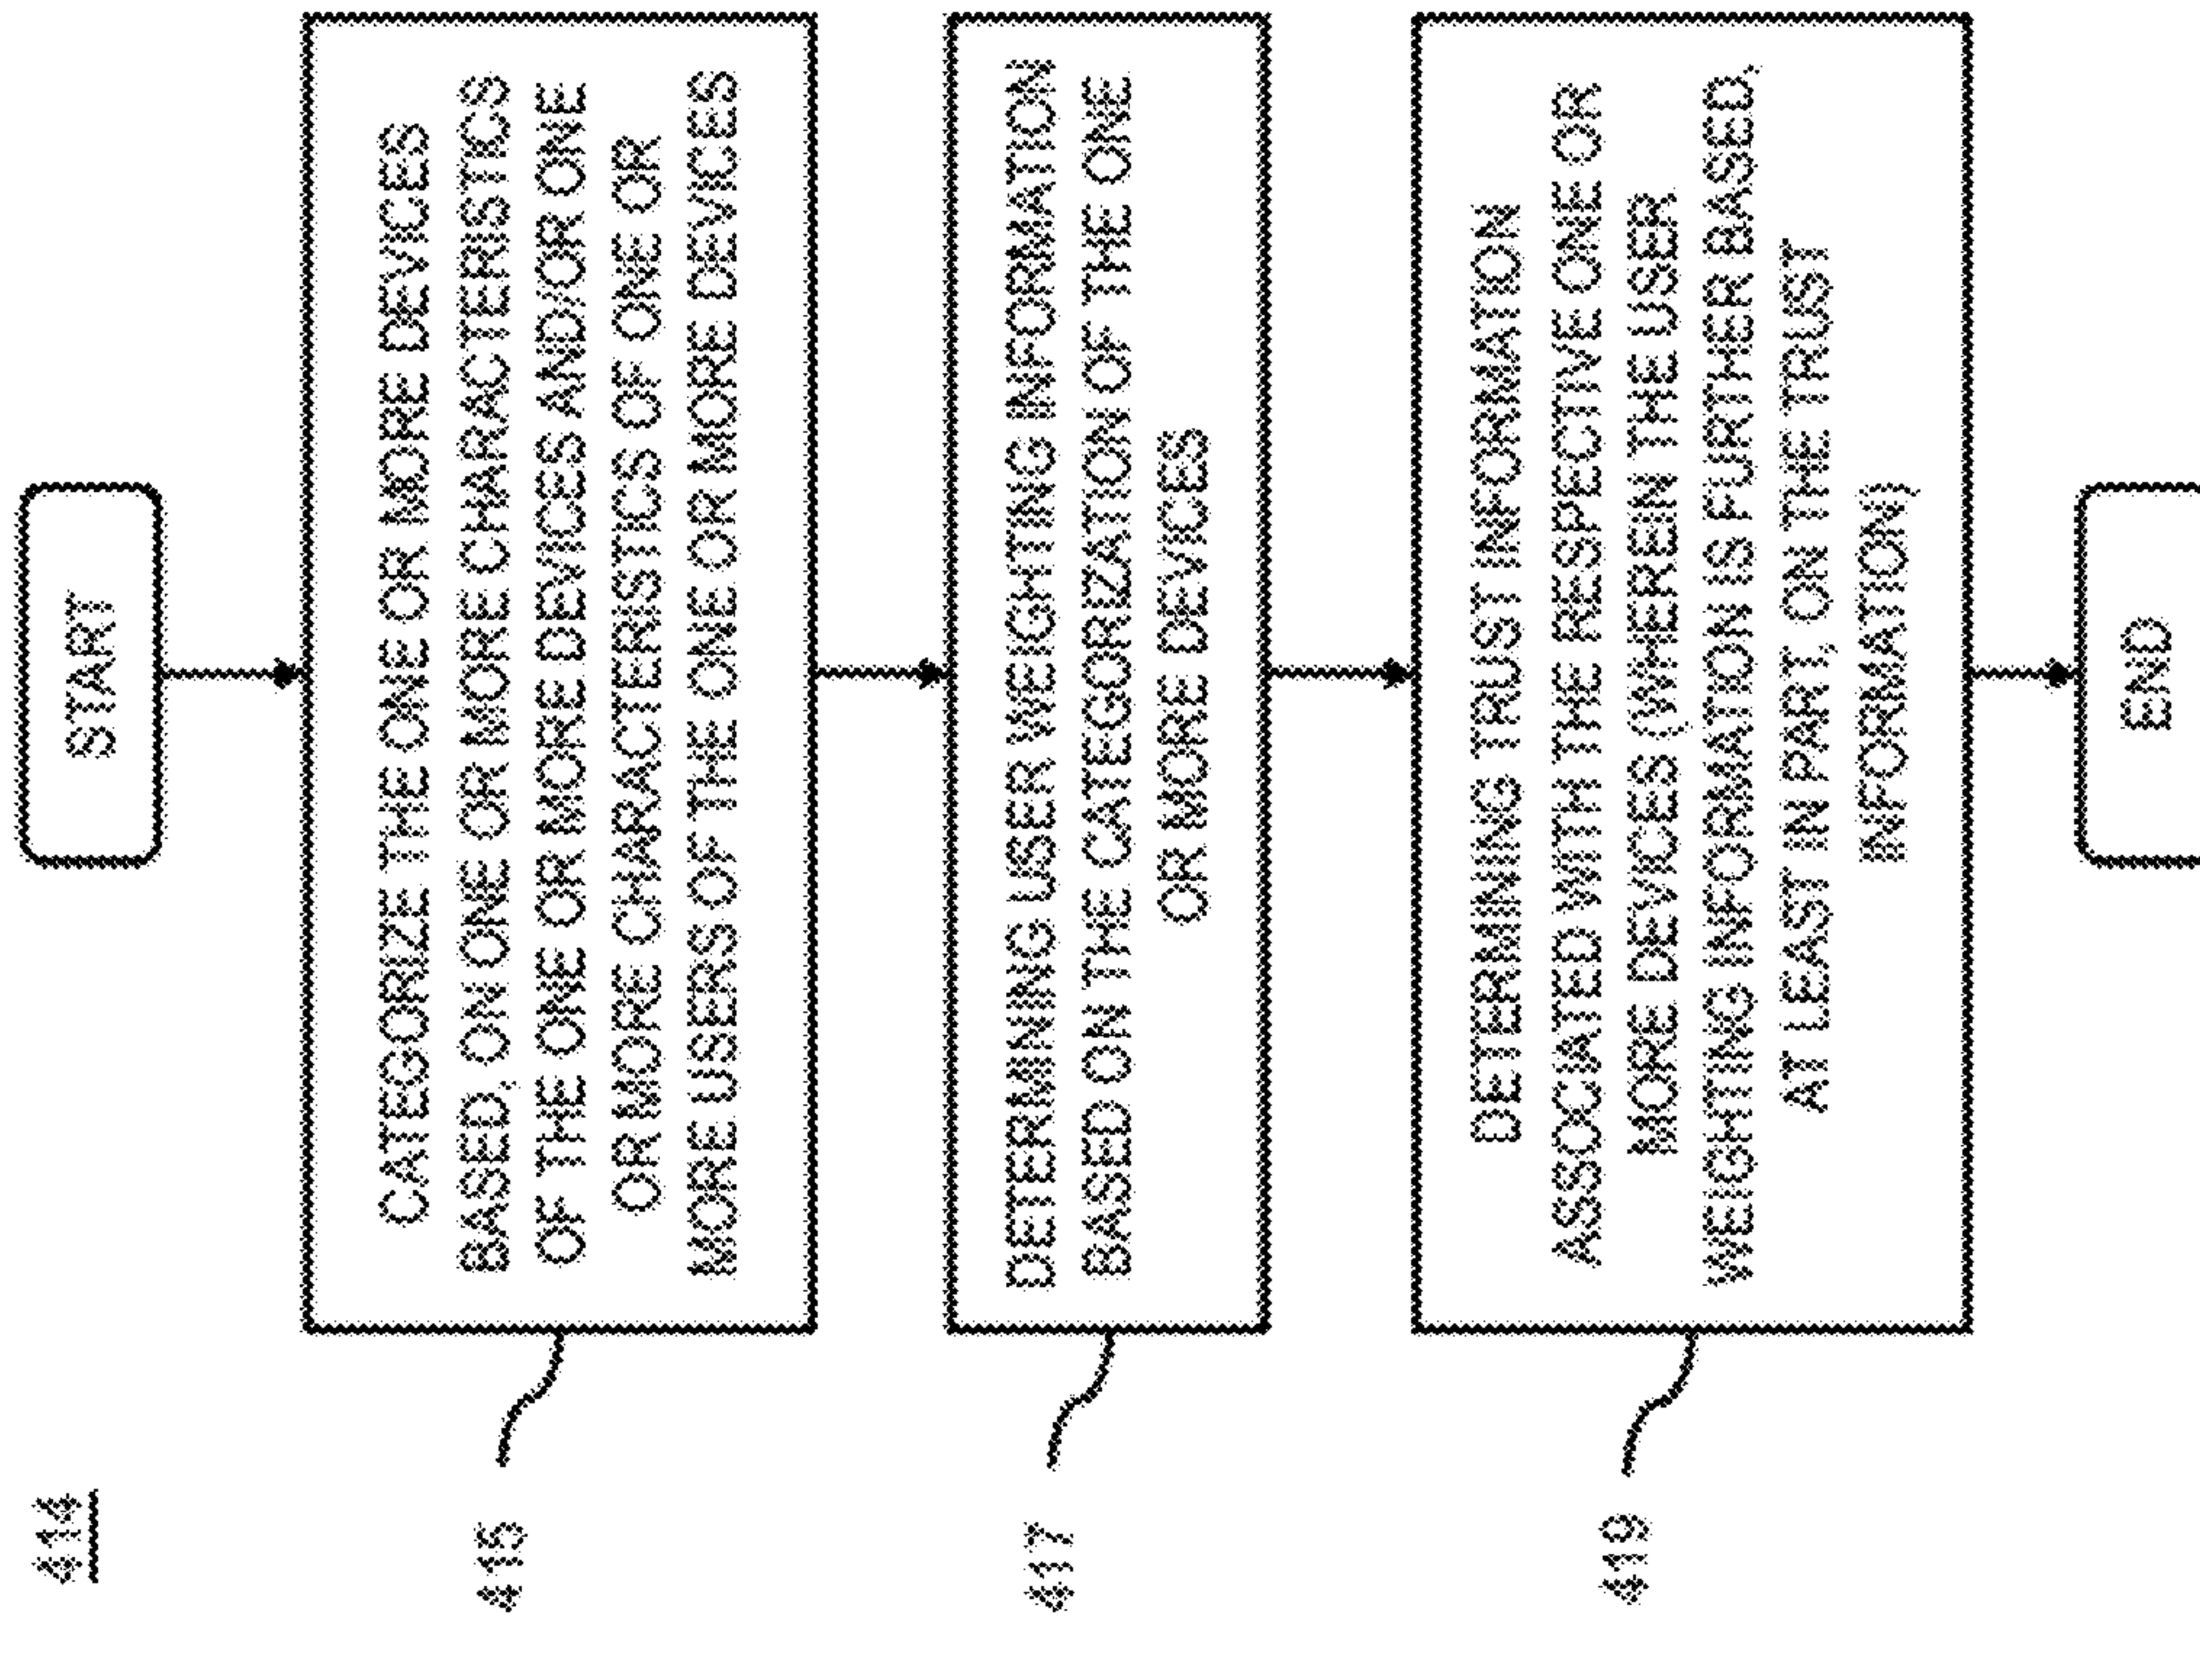 414
START
CATEGORIZE THE ONE OR MORE DEVICES
BASED, ON ONE OR MORE CHARACTERISTICS
OF THE ONE OR MORE DEVICES AND/OR ONE
OR MORE CHARACTERISTICS OF ONE OR
MORE USERS OF THE ONE OR MORE DEVICES
415
DETERMINING USER WEIGHTING INFORMATION
BASED ON THE CATEGORIZATION OF THE ONE
OR MORE DEVICES
417
DETERMINING TRUST INFORMATION
ASSOCIATED WITH THE RESPECTIVE ONE OR
MORE DEVICES (WHEREIN THE USER
WEIGHTING INFORMATION IS FURTHER BASED,
AT LEAST IN PART, ON THE TRUST
INFORMATION)
419
END